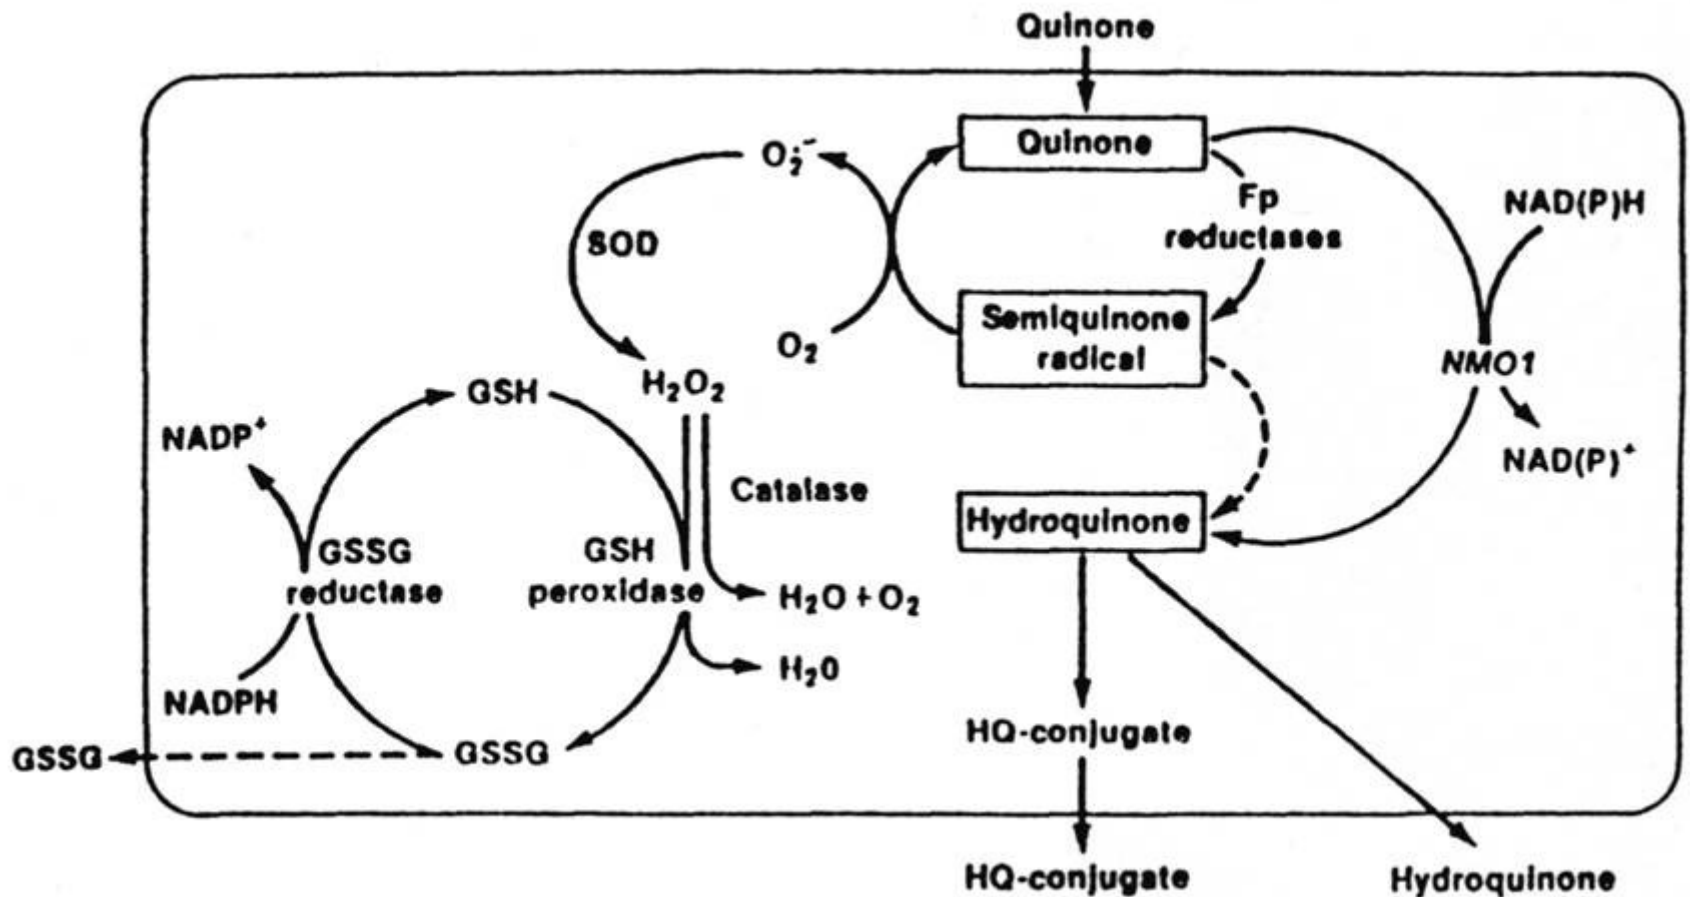 Quinone
Quinone
O₂·⁻
Fp
reductases
NAD(P)H
SOD
Semiquinone
radical
O₂
NMO1
H₂O₂
GSH
NADP⁺
NAD(P)⁺
Catalase
Hydroquinone
GSSG
reductase
GSH
peroxidase
H₂O + O₂
H₂0
NADPH
HQ-conjugate
GSSG
GSSG
HQ-conjugate
Hydroquinone